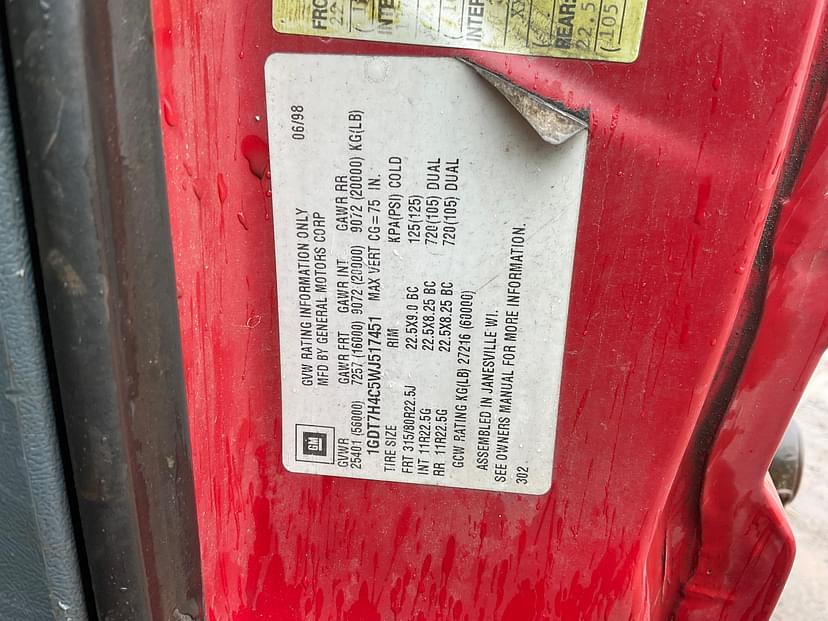 GVW RATING INFORMATION ONLY 06/98
MFD BY GENERAL MOTORS CORP
GM
GVWR GAWR FRT GAWR INT GAWR RR
25401 (56000) 7257 (16000) 9072 (20000) 9072 (20000) KG(LB)
1GDT7H4C5WJ517451 MAX VERT CG = 75 IN.
TIRE SIZE RIM KPA(PSI) COLD
FRT 315/80R22.5J 22.5X9.0 BC 125(125)
INT 11R22.5G 22.5X8.25 BC 720(105) DUAL
RR 11R22.5G 22.5X8.25 BC 720(105) DUAL
GCW RATING KG(LB) 27216 (60000)
ASSEMBLED IN JANESVILLE WI.
SEE OWNERS MANUAL FOR MORE INFORMATION.
302
REAR:
22.5
(105